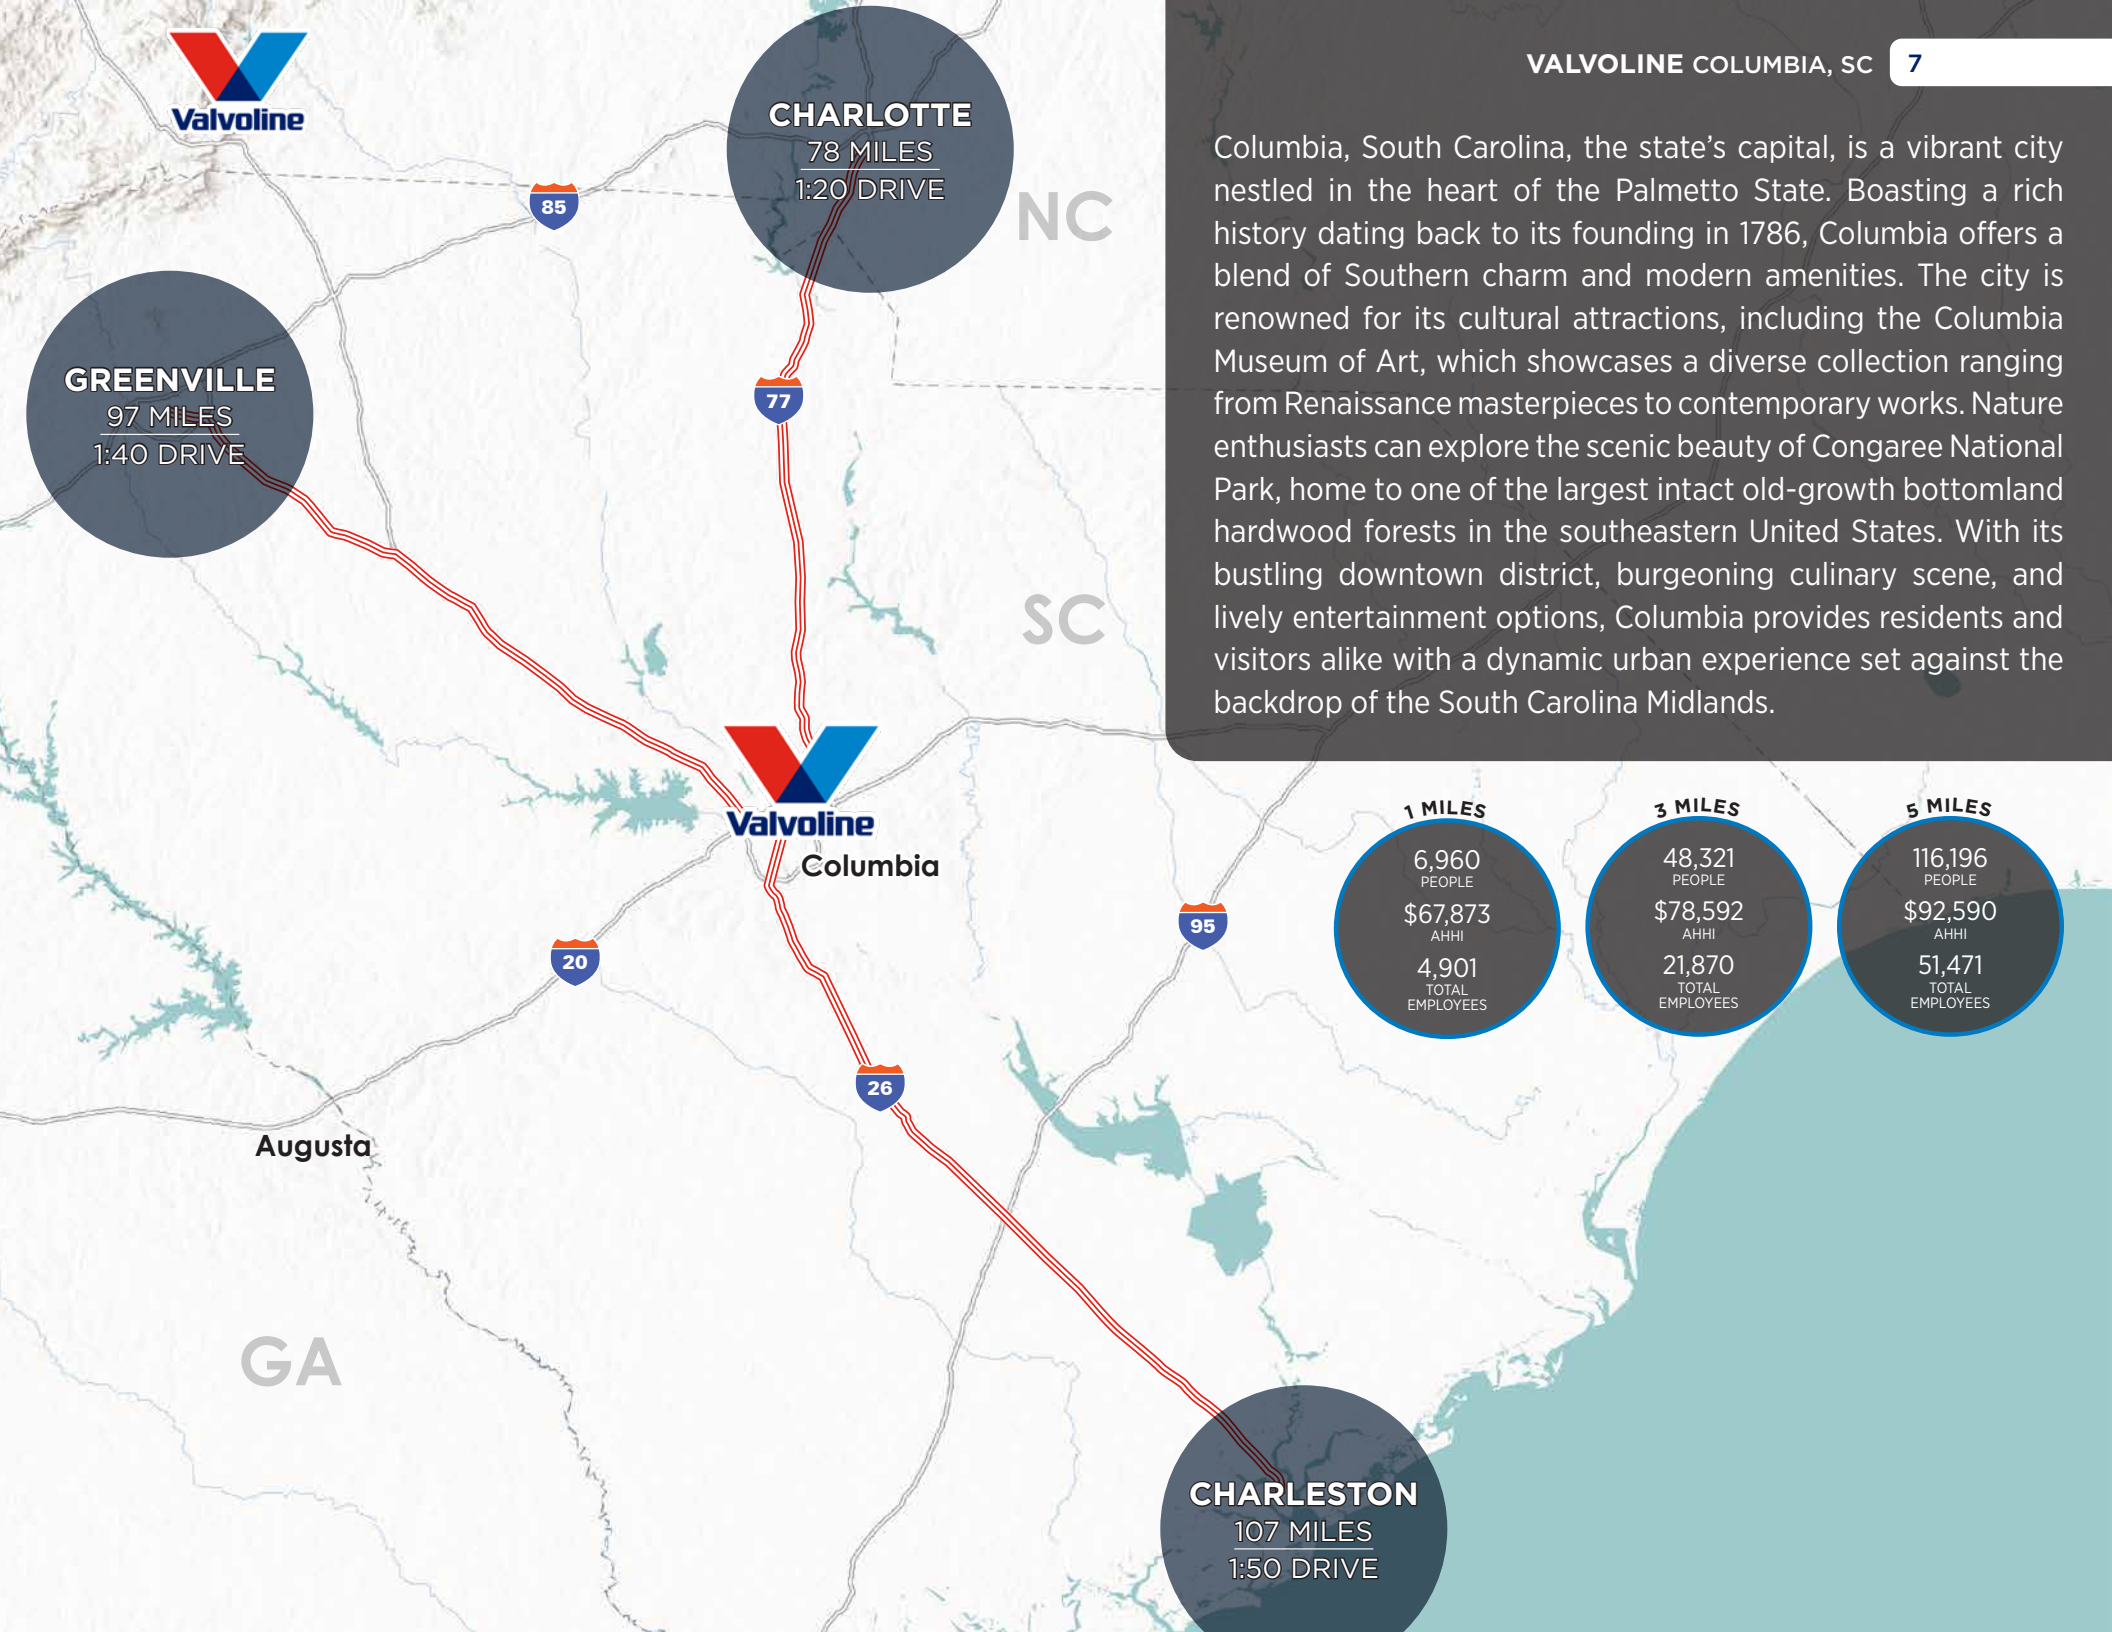 Valvoline
VALVOLINE COLUMBIA, SC 7
CHARLOTTE
78 MILES
1:20 DRIVE
85
NC
GREENVILLE
97 MILES
1:40 DRIVE
77
SC
Columbia, South Carolina, the state’s capital, is a vibrant city
nestled in the heart of the Palmetto State. Boasting a rich
history dating back to its founding in 1786, Columbia offers a
blend of Southern charm and modern amenities. The city is
renowned for its cultural attractions, including the Columbia
Museum of Art, which showcases a diverse collection ranging
from Renaissance masterpieces to contemporary works. Nature
enthusiasts can explore the scenic beauty of Congaree National
Park, home to one of the largest intact old-growth bottomland
hardwood forests in the southeastern United States. With its
bustling downtown district, burgeoning culinary scene, and
lively entertainment options, Columbia provides residents and
visitors alike with a dynamic urban experience set against the
backdrop of the South Carolina Midlands.
Valvoline
Columbia
1 MILES
6,960
PEOPLE
$67,873
AHHI
4,901
TOTAL
EMPLOYEES
3 MILES
48,321
PEOPLE
$78,592
AHHI
21,870
TOTAL
EMPLOYEES
5 MILES
116,196
PEOPLE
$92,590
AHHI
51,471
TOTAL
EMPLOYEES
95
20
26
Augusta
GA
CHARLESTON
107 MILES
1:50 DRIVE